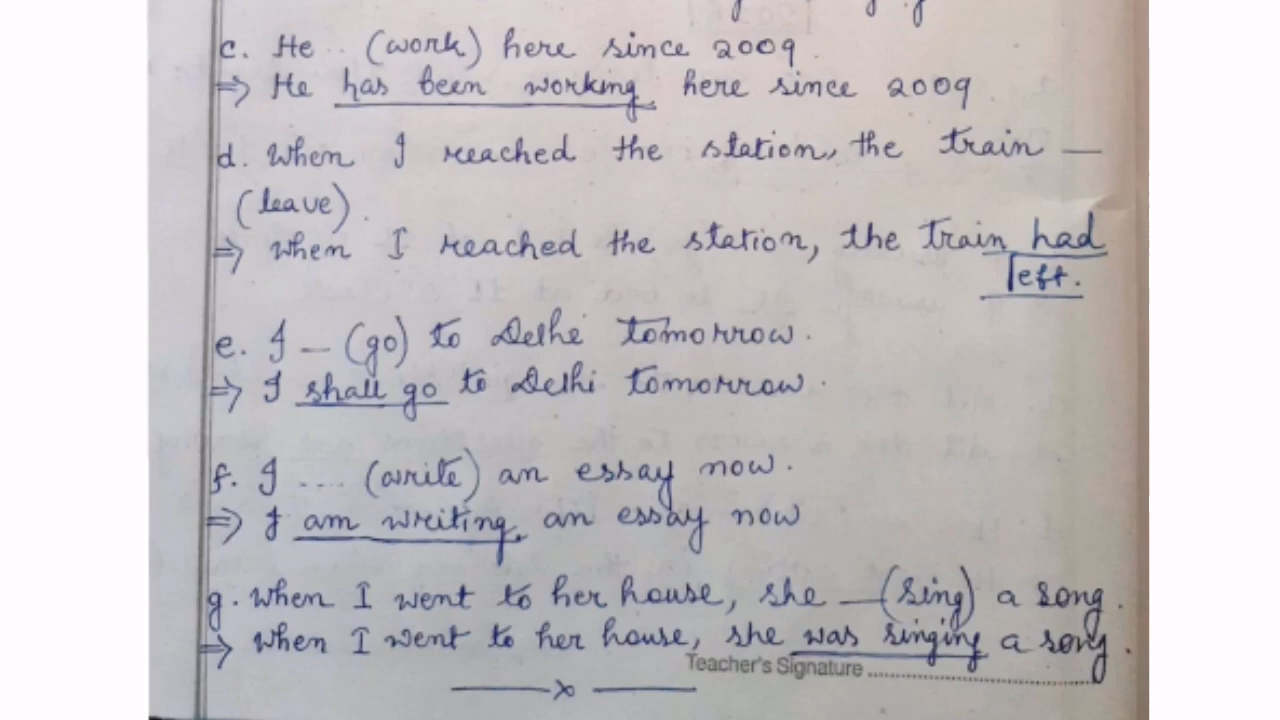 c. He .. (work) here since 2009.
⇒ He has been working here since 2009.
d. When I reached the station, the train —
(leave).
⇒ When I reached the station, the train had
left.
e. I — (go) to Delhi tomorrow.
⇒ I shall go to Delhi tomorrow.
f. I .... (write) an essay now.
⇒ I am writing an essay now
g. When I went to her house, she — (sing) a song.
⇒ When I went to her house, she was singing a song.
Teacher's Signature ........................
—— x ——